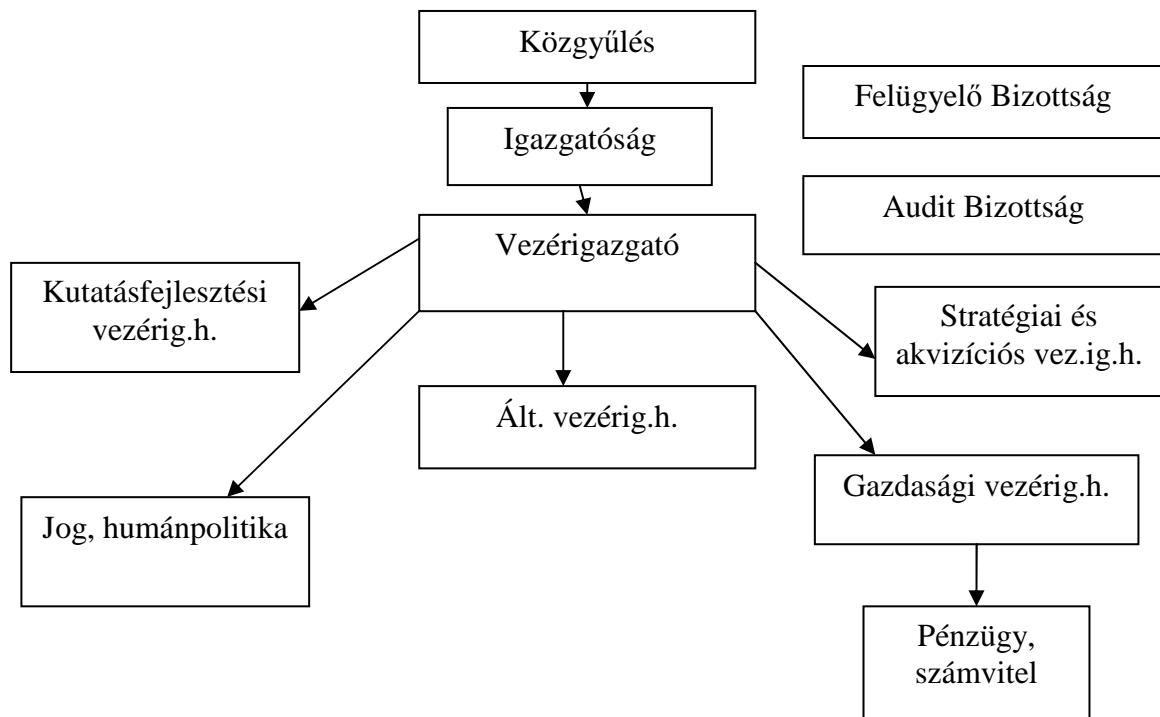 Közgyűlés
Felügyelő Bizottság
Igazgatóság
Audit Bizottság
Vezérigazgató
Kutatásfejlesztési
vezérig.h.
Stratégiai és
akvizíciós vez.ig.h.
Ált. vezérig.h.
Gazdasági vezérig.h.
Jog, humánpolitika
Pénzügy,
számvitel